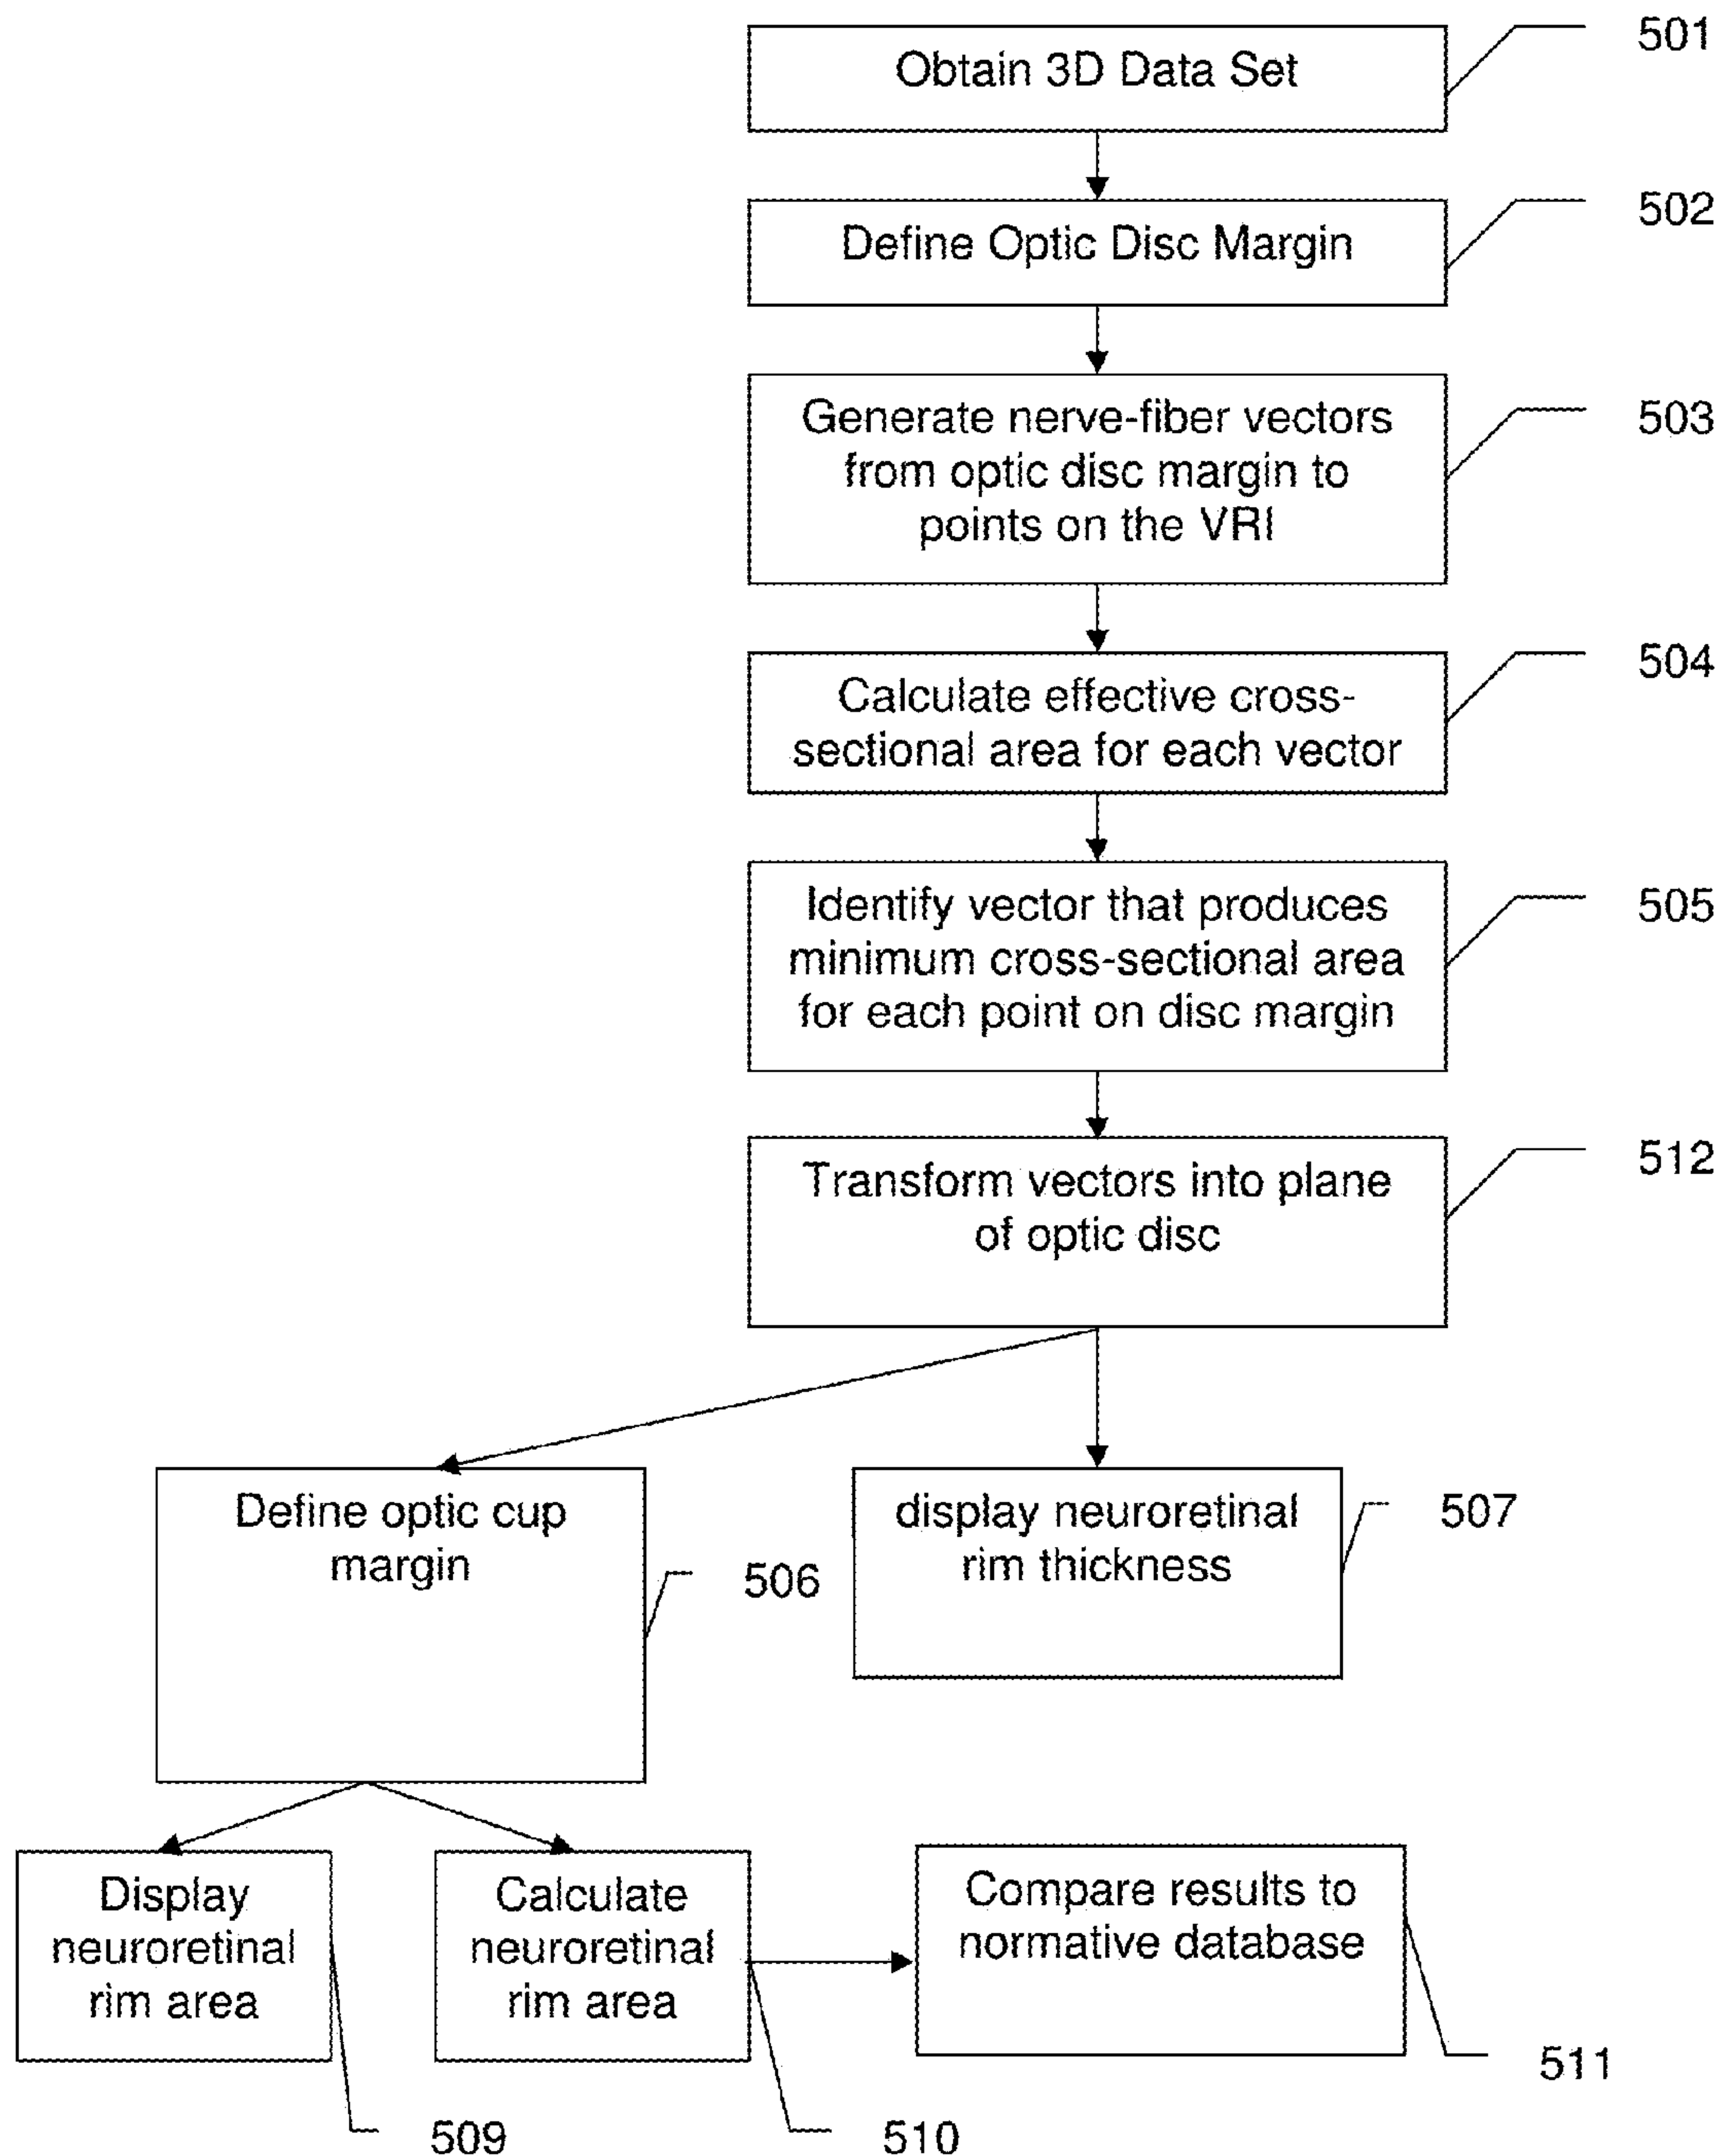 Obtain 3D Data Set
501
Define Optic Disc Margin
502
Generate nerve-fiber vectors
from optic disc margin to
points on the VRI
503
Calculate effective cross-
sectional area for each vector
504
Identify vector that produces
minimum cross-sectional area
for each point on disc margin
505
Transform vectors into plane
of optic disc
512
Define optic cup
margin
506
display neuroretinal
rim thickness
507
Display
neuroretinal
rim area
509
Calculate
neuroretinal
rim area
510
Compare results to
normative database
511